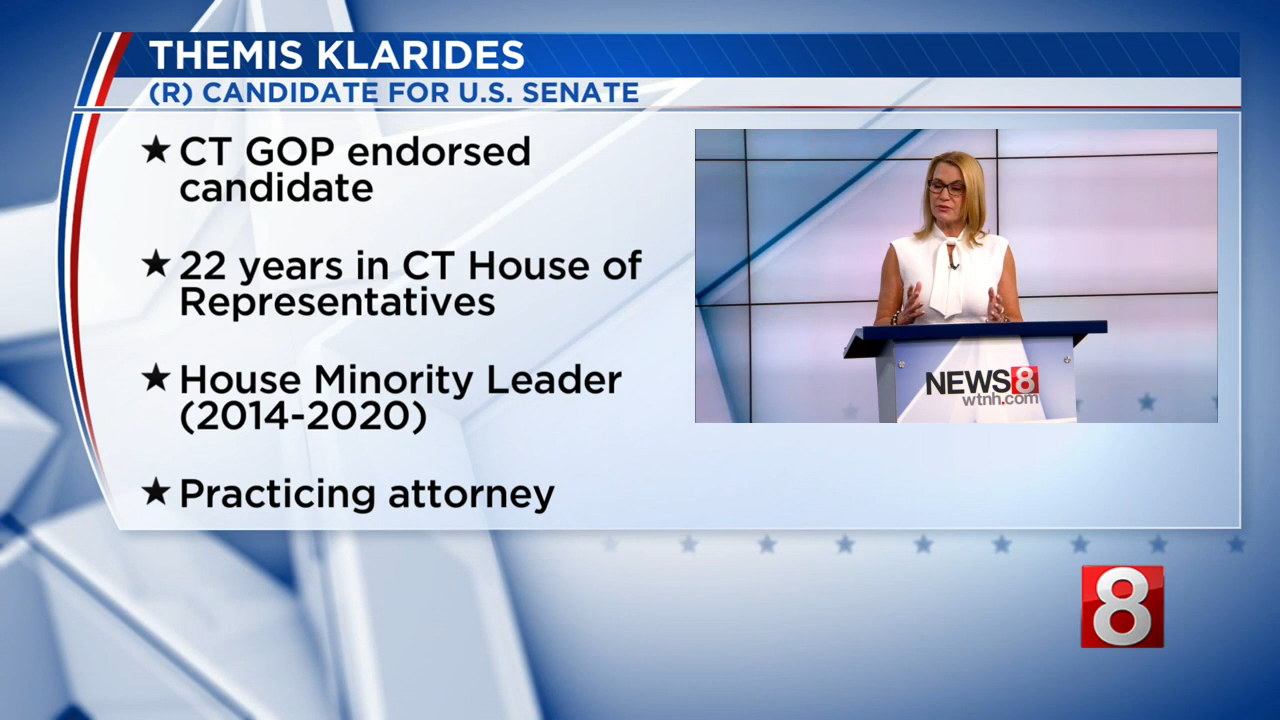 THEMIS KLARIDES
(R) CANDIDATE FOR U.S. SENATE
★ CT GOP endorsed
candidate
★ 22 years in CT House of
Representatives
★ House Minority Leader
(2014-2020)
★ Practicing attorney
NEWS8
wtnh.com
8